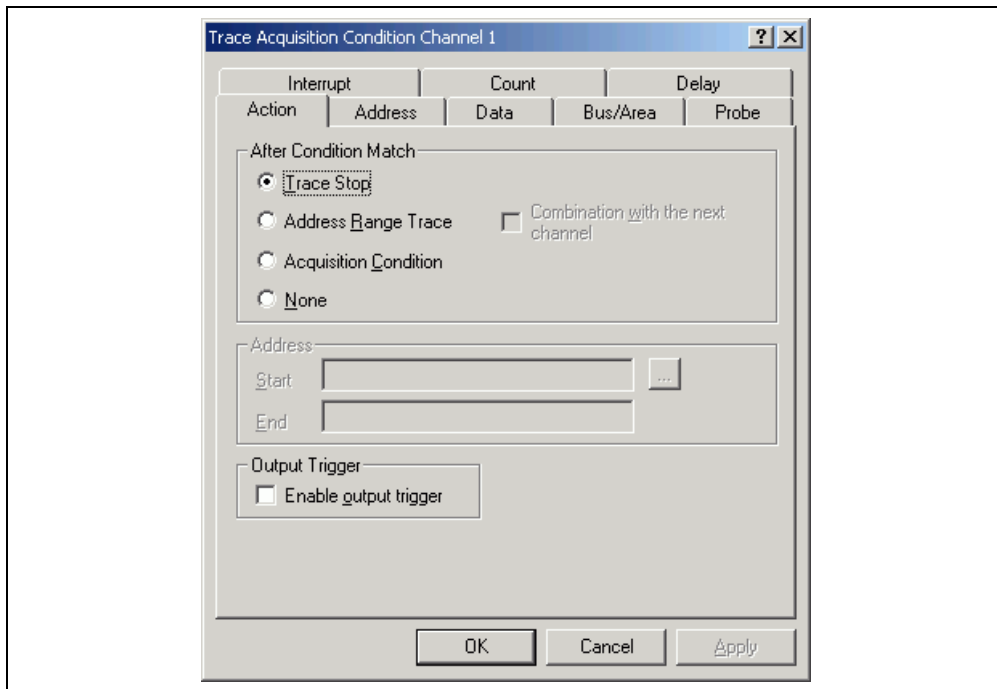 Trace Acquisition Condition Channel 1
Interrupt Count Delay
Action Address Data Bus/Area Probe
After Condition Match
Trace Stop
Address Range Trace
Combination with the next
channel
Acquisition Condition
None
Address
Start ...
End
Output Trigger
Enable output trigger
OK Cancel Apply